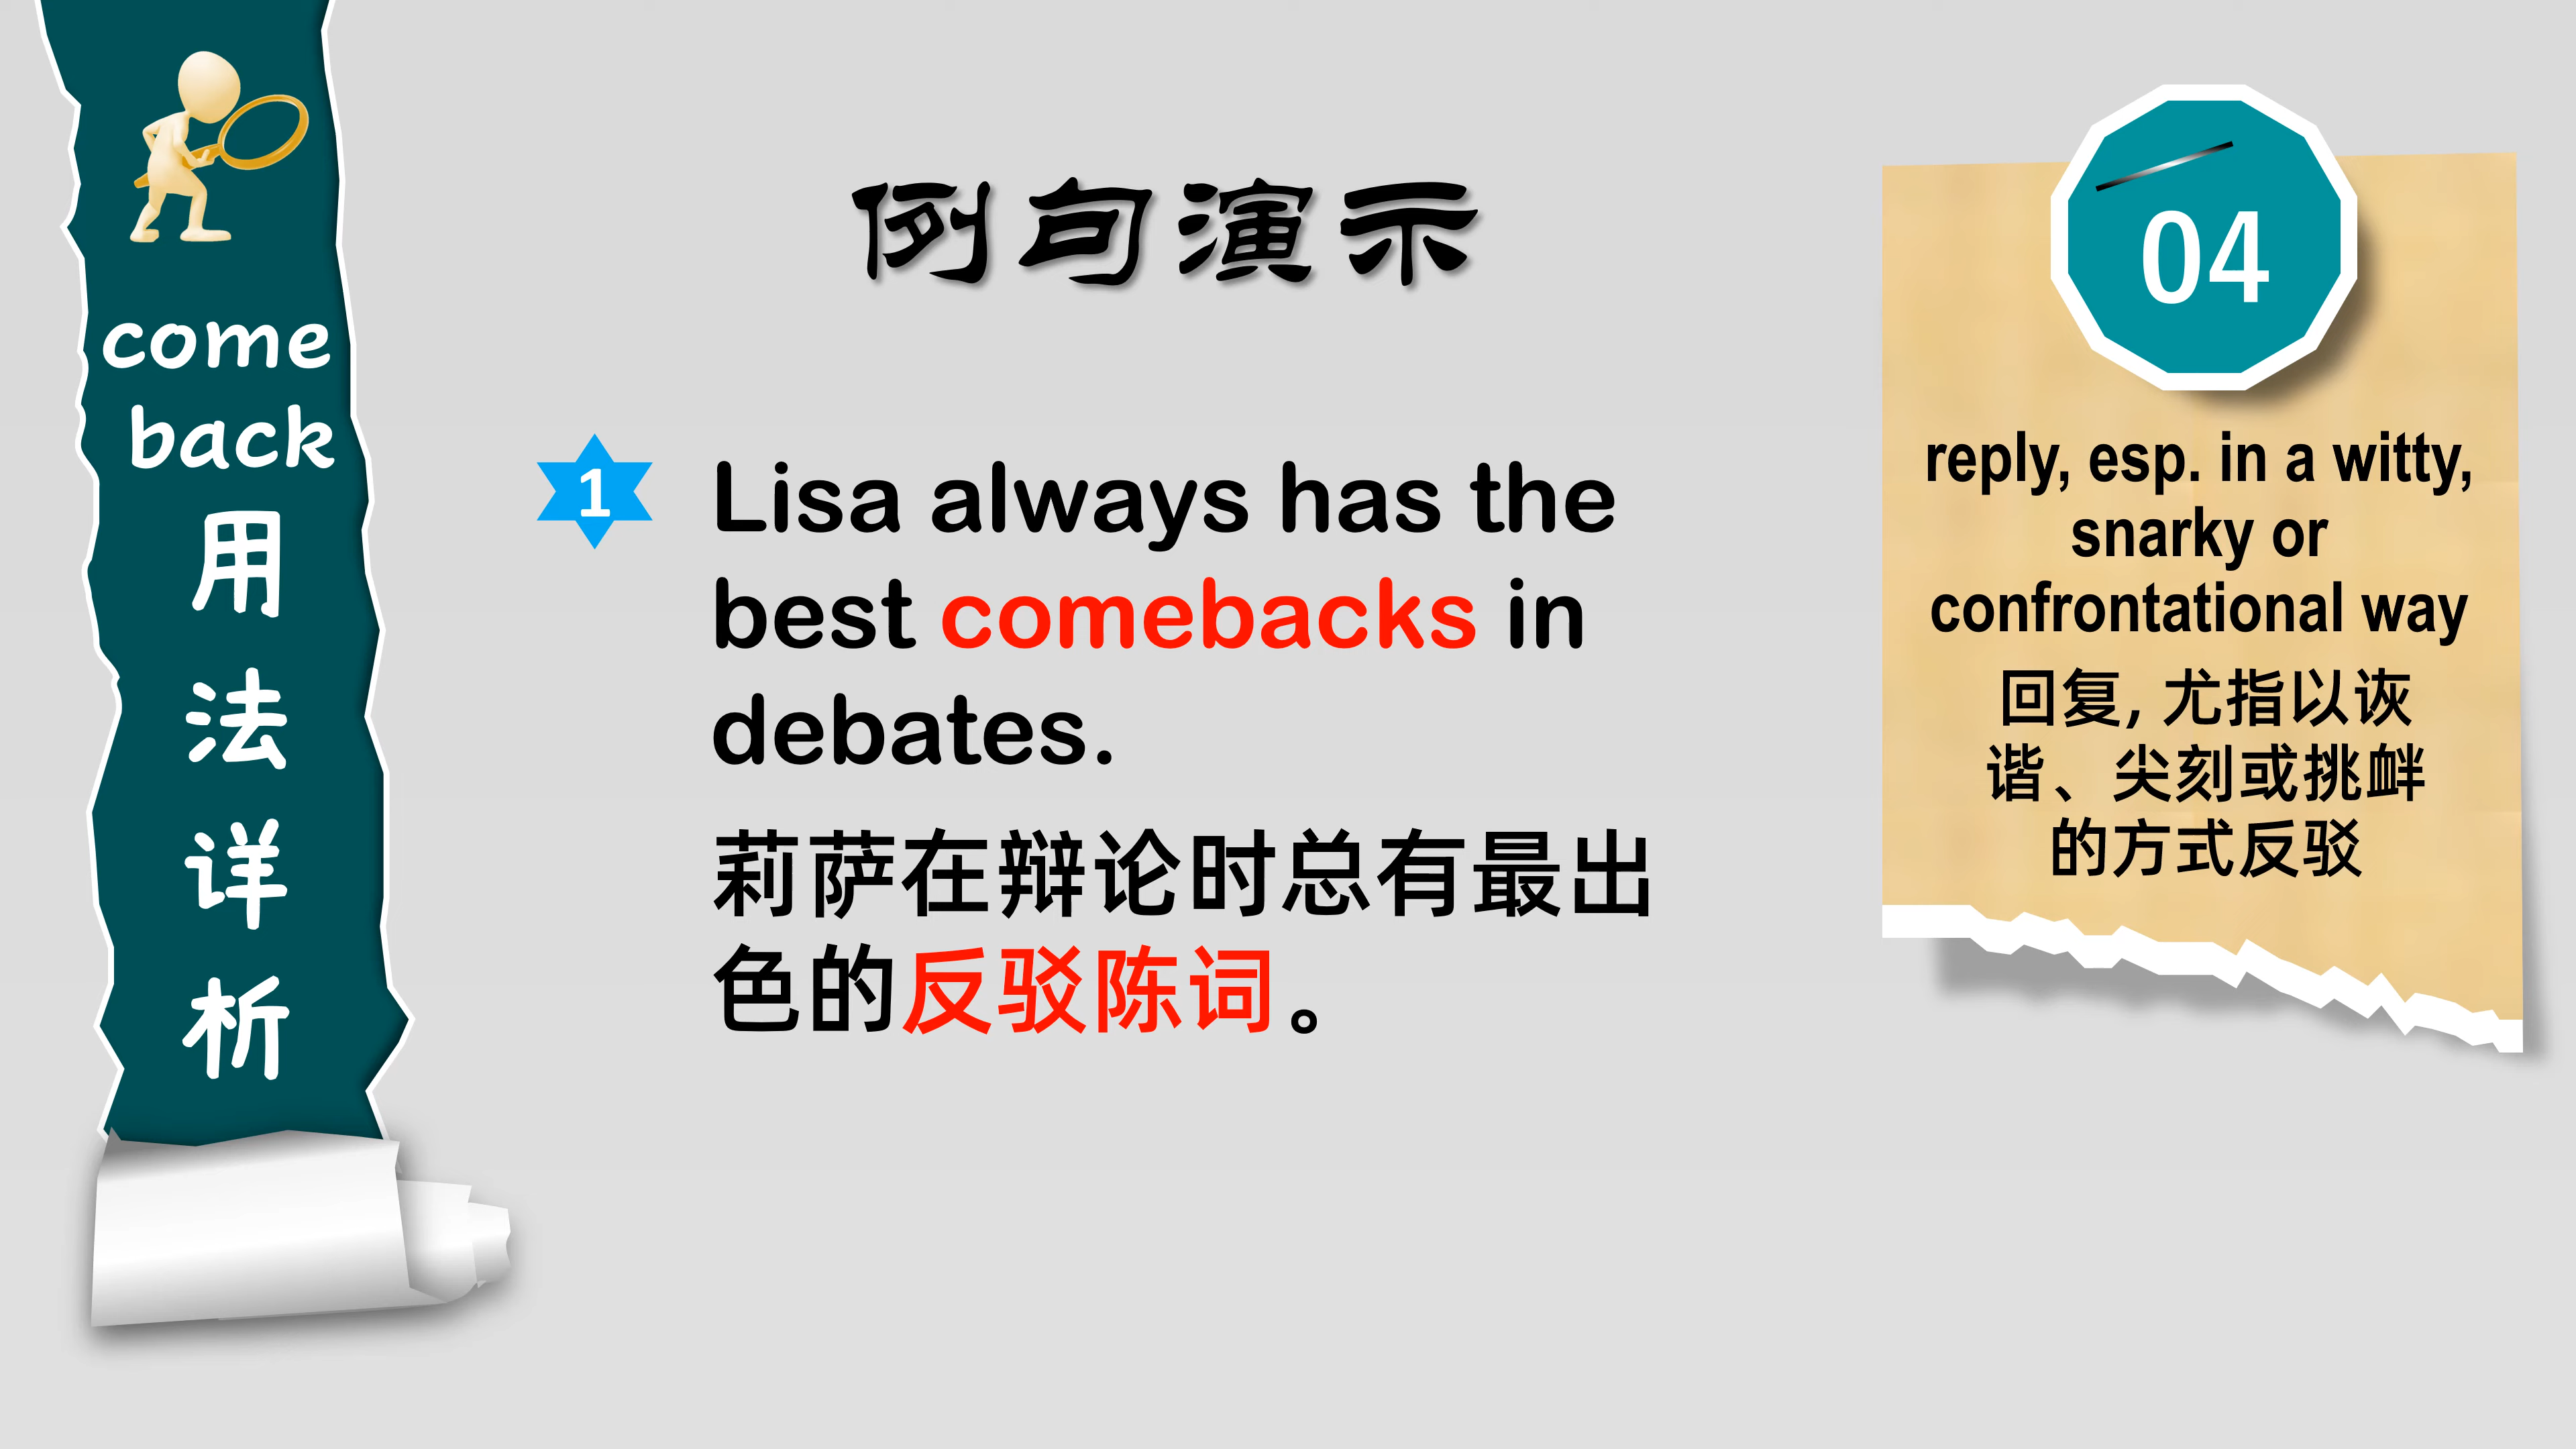 come
back
用
法
详
析
例句演示
1
Lisa always has the
best comebacks in
debates.
莉萨在辩论时总有最出
色的反驳陈词。
04
reply, esp. in a witty,
snarky or
confrontational way
回复, 尤指以诙
谐、尖刻或挑衅
的方式反驳